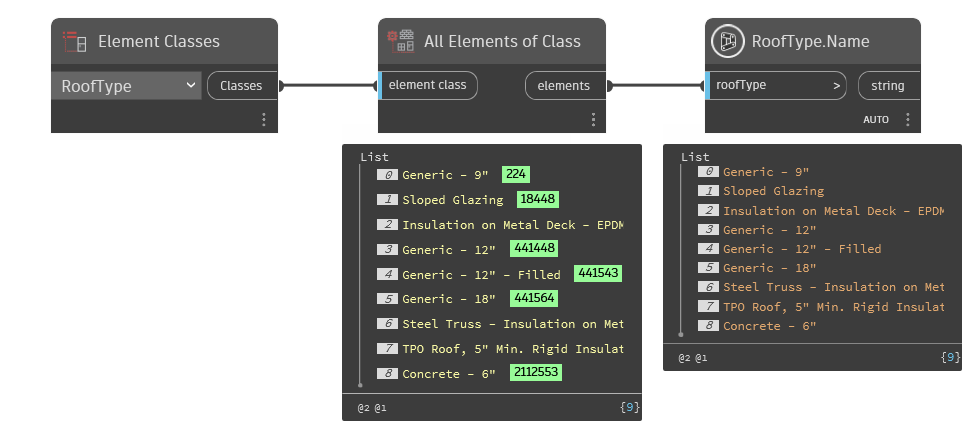 Element Classes
RoofType
Classes
All Elements of Class
element class
elements
RoofType.Name
roofType >
string
AUTO
List
0 Generic - 9" 224
1 Sloped Glazing 18448
2 Insulation on Metal Deck - EPDM
3 Generic - 12" 441448
4 Generic - 12" - Filled 441543
5 Generic - 18" 441564
6 Steel Truss - Insulation on Met
7 TPO Roof, 5" Min. Rigid Insulat
8 Concrete - 6" 2112553
@2 @1 {9}
List
0 Generic - 9"
1 Sloped Glazing
2 Insulation on Metal Deck - EPDM
3 Generic - 12"
4 Generic - 12" - Filled
5 Generic - 18"
6 Steel Truss - Insulation on Met
7 TPO Roof, 5" Min. Rigid Insulat
8 Concrete - 6"
@2 @1 {9}